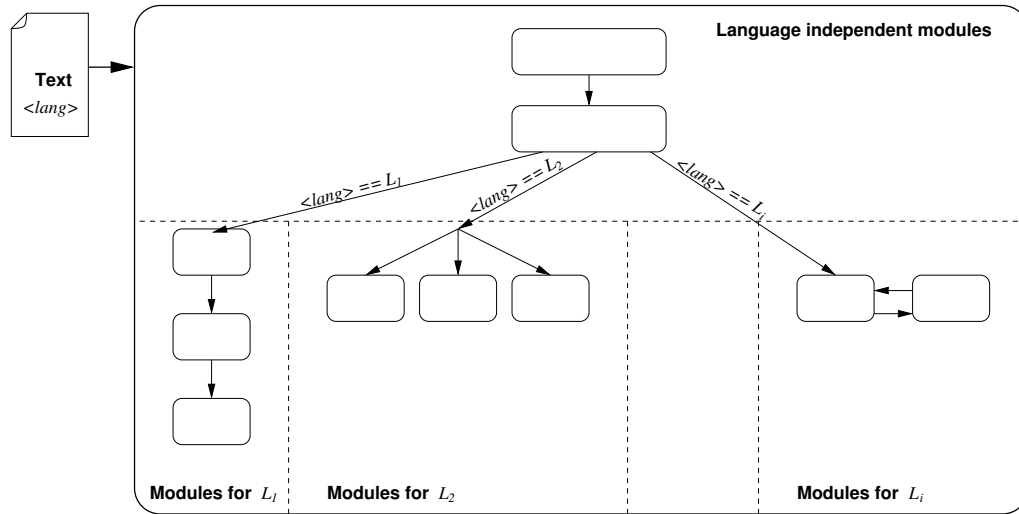 Language independent modules
Text
<lang>
<lang> == L1
<lang> == L2
<lang> == Li
Modules for L1
Modules for L2
Modules for Li